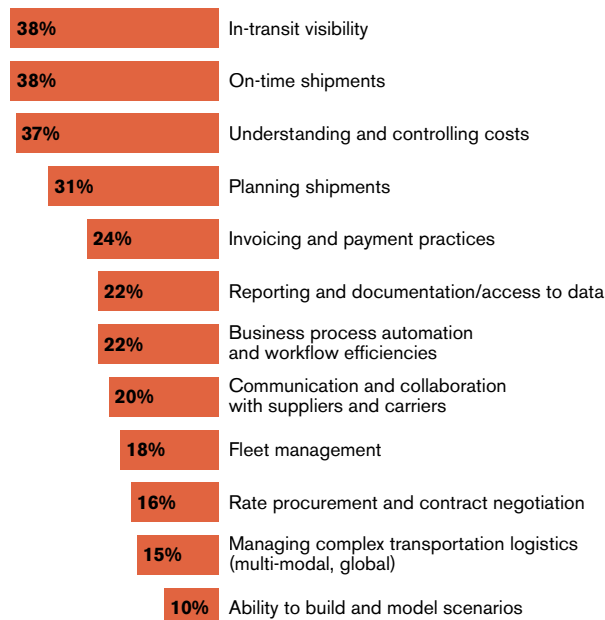 38% In-transit visibility
38% On-time shipments
37% Understanding and controlling costs
31% Planning shipments
24% Invoicing and payment practices
22% Reporting and documentation/access to data
22% Business process automation
and workflow efficiencies
20% Communication and collaboration
with suppliers and carriers
18% Fleet management
16% Rate procurement and contract negotiation
15% Managing complex transportation logistics
(multi-modal, global)
10% Ability to build and model scenarios